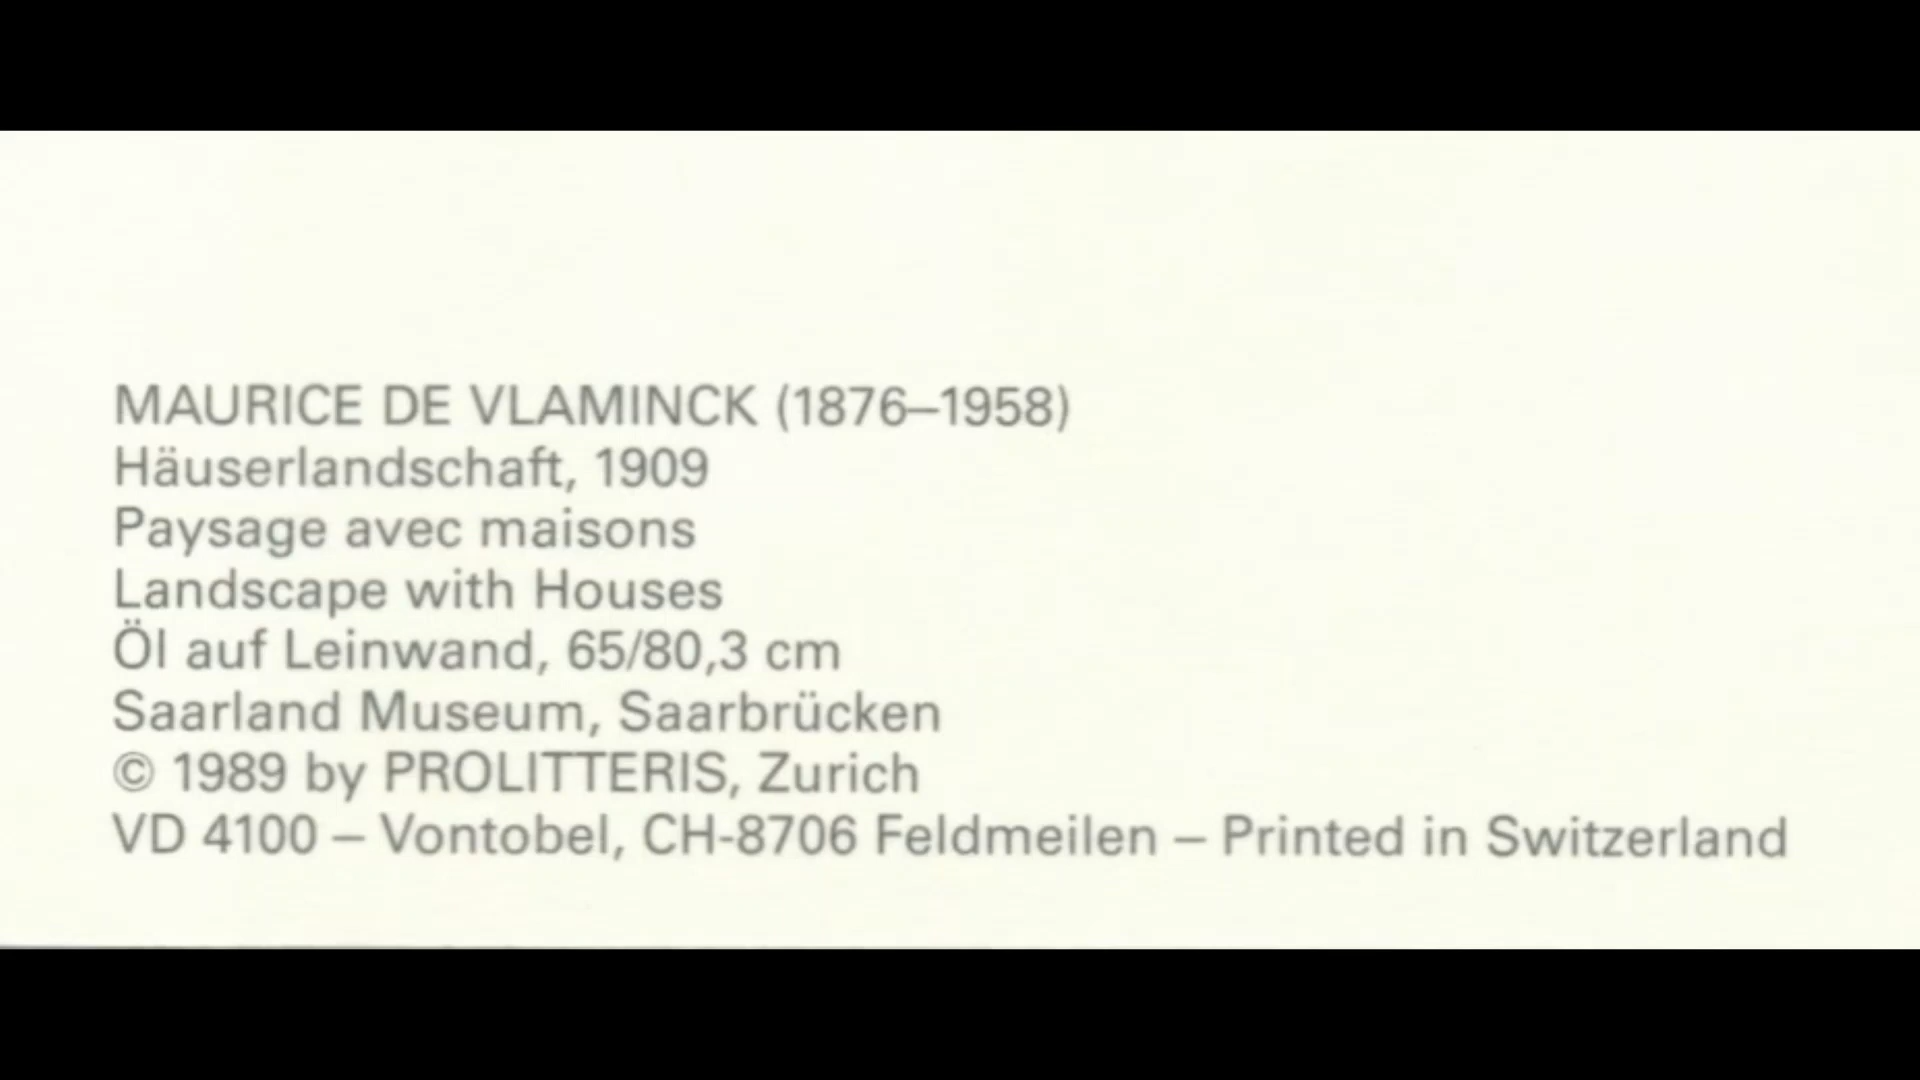 MAURICE DE VLAMINCK (1876–1958)
Häuserlandschaft, 1909
Paysage avec maisons
Landscape with Houses
Öl auf Leinwand, 65/80,3 cm
Saarland Museum, Saarbrücken
© 1989 by PROLITTERIS, Zurich
VD 4100 – Vontobel, CH-8706 Feldmeilen – Printed in Switzerland